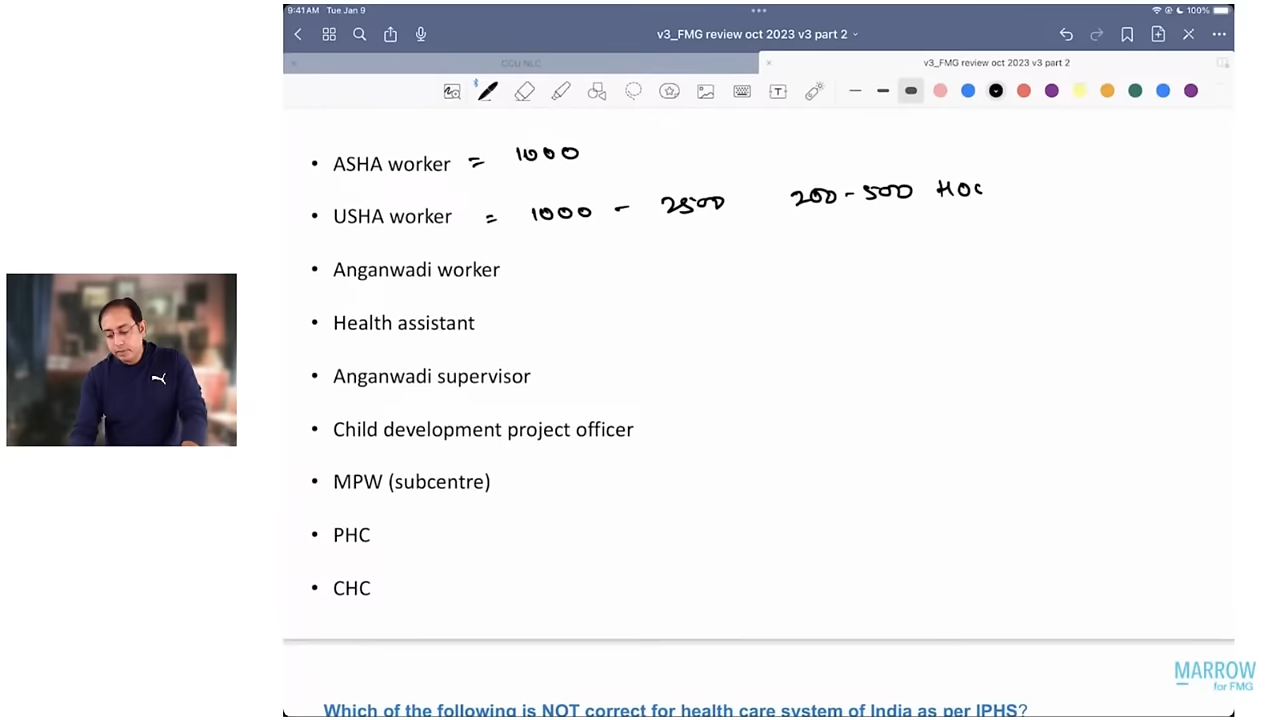 9:41 AM Tue Jan 9
100%
v3_FMG review oct 2023 v3 part 2
CGU NLC
v3_FMG review oct 2023 v3 part 2
• ASHA worker = 1000
• USHA worker = 1000 - 2500 200-500 HOC
• Anganwadi worker
• Health assistant
• Anganwadi supervisor
• Child development project officer
• MPW (subcentre)
• PHC
• CHC
MARROW
for FMG
Which of the following is NOT correct for health care system of India as per IPHS?